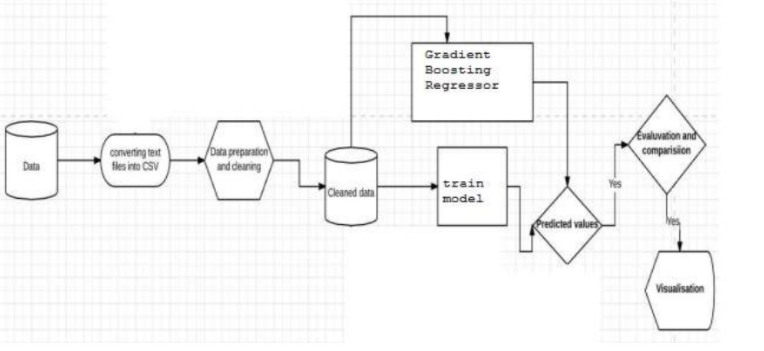 Data
converting text
files into CSV
Data preparation
and cleaning
Cleaned data
Gradient
Boosting
Regressor
train
model
Predicted values
Yes
Evaluvation and
comparisiion
Yes
Visualisation